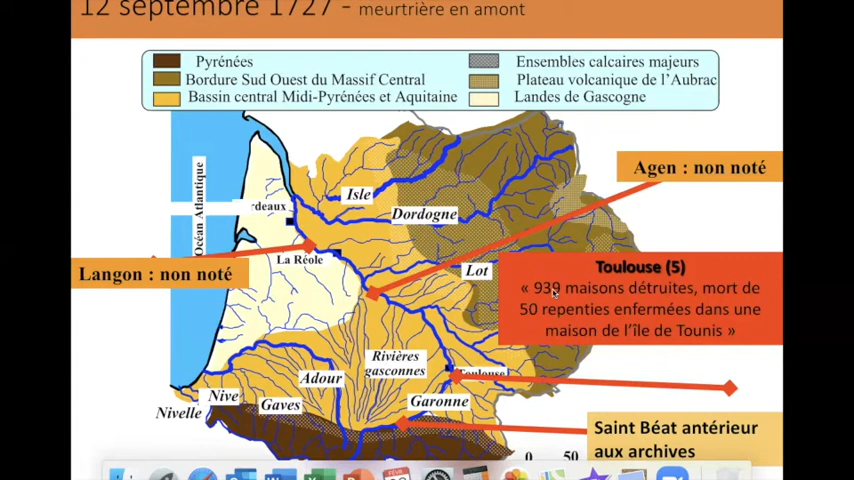 12 septembre 1727 - meurtrière en amont
Pyrénées
Bordure Sud Ouest du Massif Central
Bassin central Midi-Pyrénées et Aquitaine
Ensembles calcaires majeurs
Plateau volcanique de l'Aubrac
Landes de Gascogne
Océan Atlantique
Agen : non noté
Isle
rdeaux
Dordogne
La Réole
Langon : non noté
Lot
Toulouse (5)
« 939 maisons détruites, mort de
50 repenties enfermées dans une
maison de l'île de Tounis »
Rivières
gasconnes
Toulouse
Adour
Nive
Gaves
Garonne
Nivelle
Saint Béat antérieur
aux archives
0 50
FÉVR